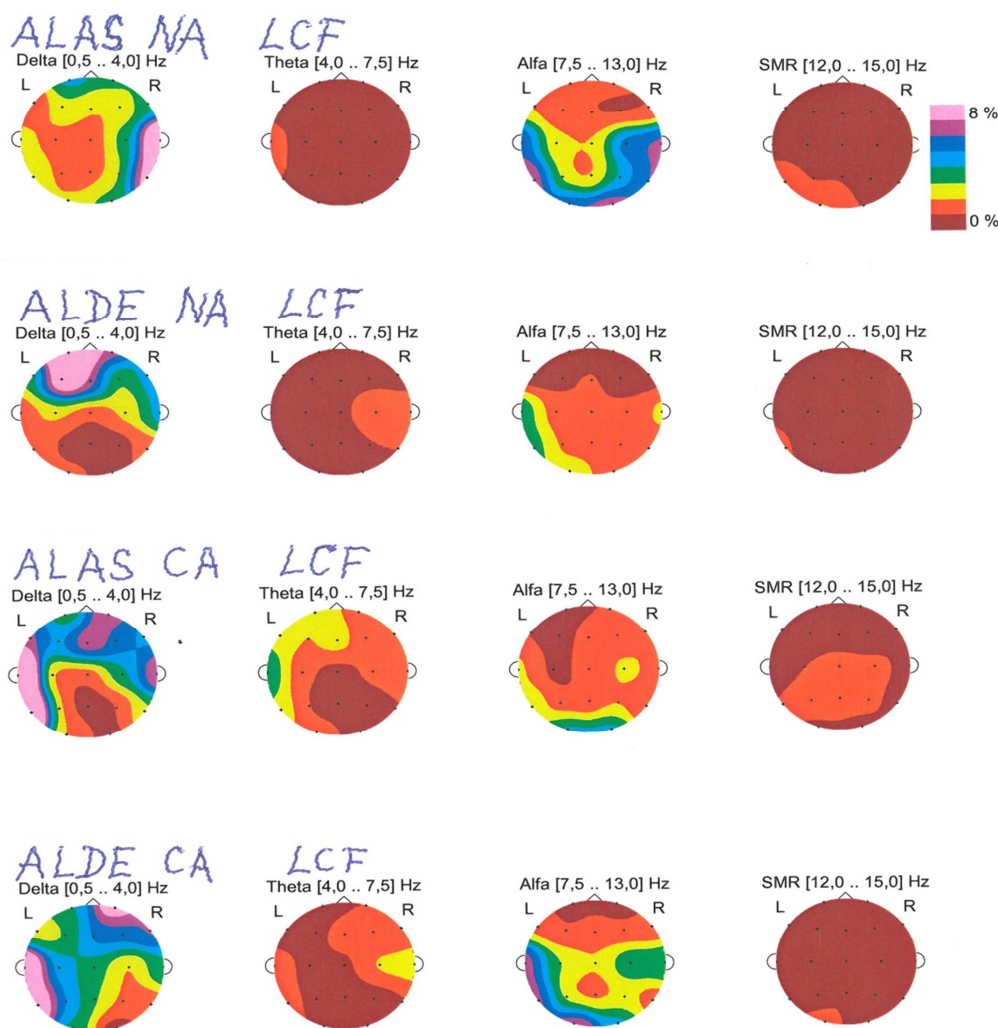 ALAS NA LCF
Delta [0,5 .. 4,0] Hz Theta [4,0 .. 7,5] Hz Alfa [7,5 .. 13,0] Hz SMR [12,0 .. 15,0] Hz
L R L R L R L R
8 %
0 %
ALDE NA LCF
Delta [0,5 .. 4,0] Hz Theta [4,0 .. 7,5] Hz Alfa [7,5 .. 13,0] Hz SMR [12,0 .. 15,0] Hz
L R L R L R L R
ALAS CA LCF
Delta [0,5 .. 4,0] Hz Theta [4,0 .. 7,5] Hz Alfa [7,5 .. 13,0] Hz SMR [12,0 .. 15,0] Hz
L R L R L R L R
ALDE CA LCF
Delta [0,5 .. 4,0] Hz Theta [4,0 .. 7,5] Hz Alfa [7,5 .. 13,0] Hz SMR [12,0 .. 15,0] Hz
L R L R L R L R